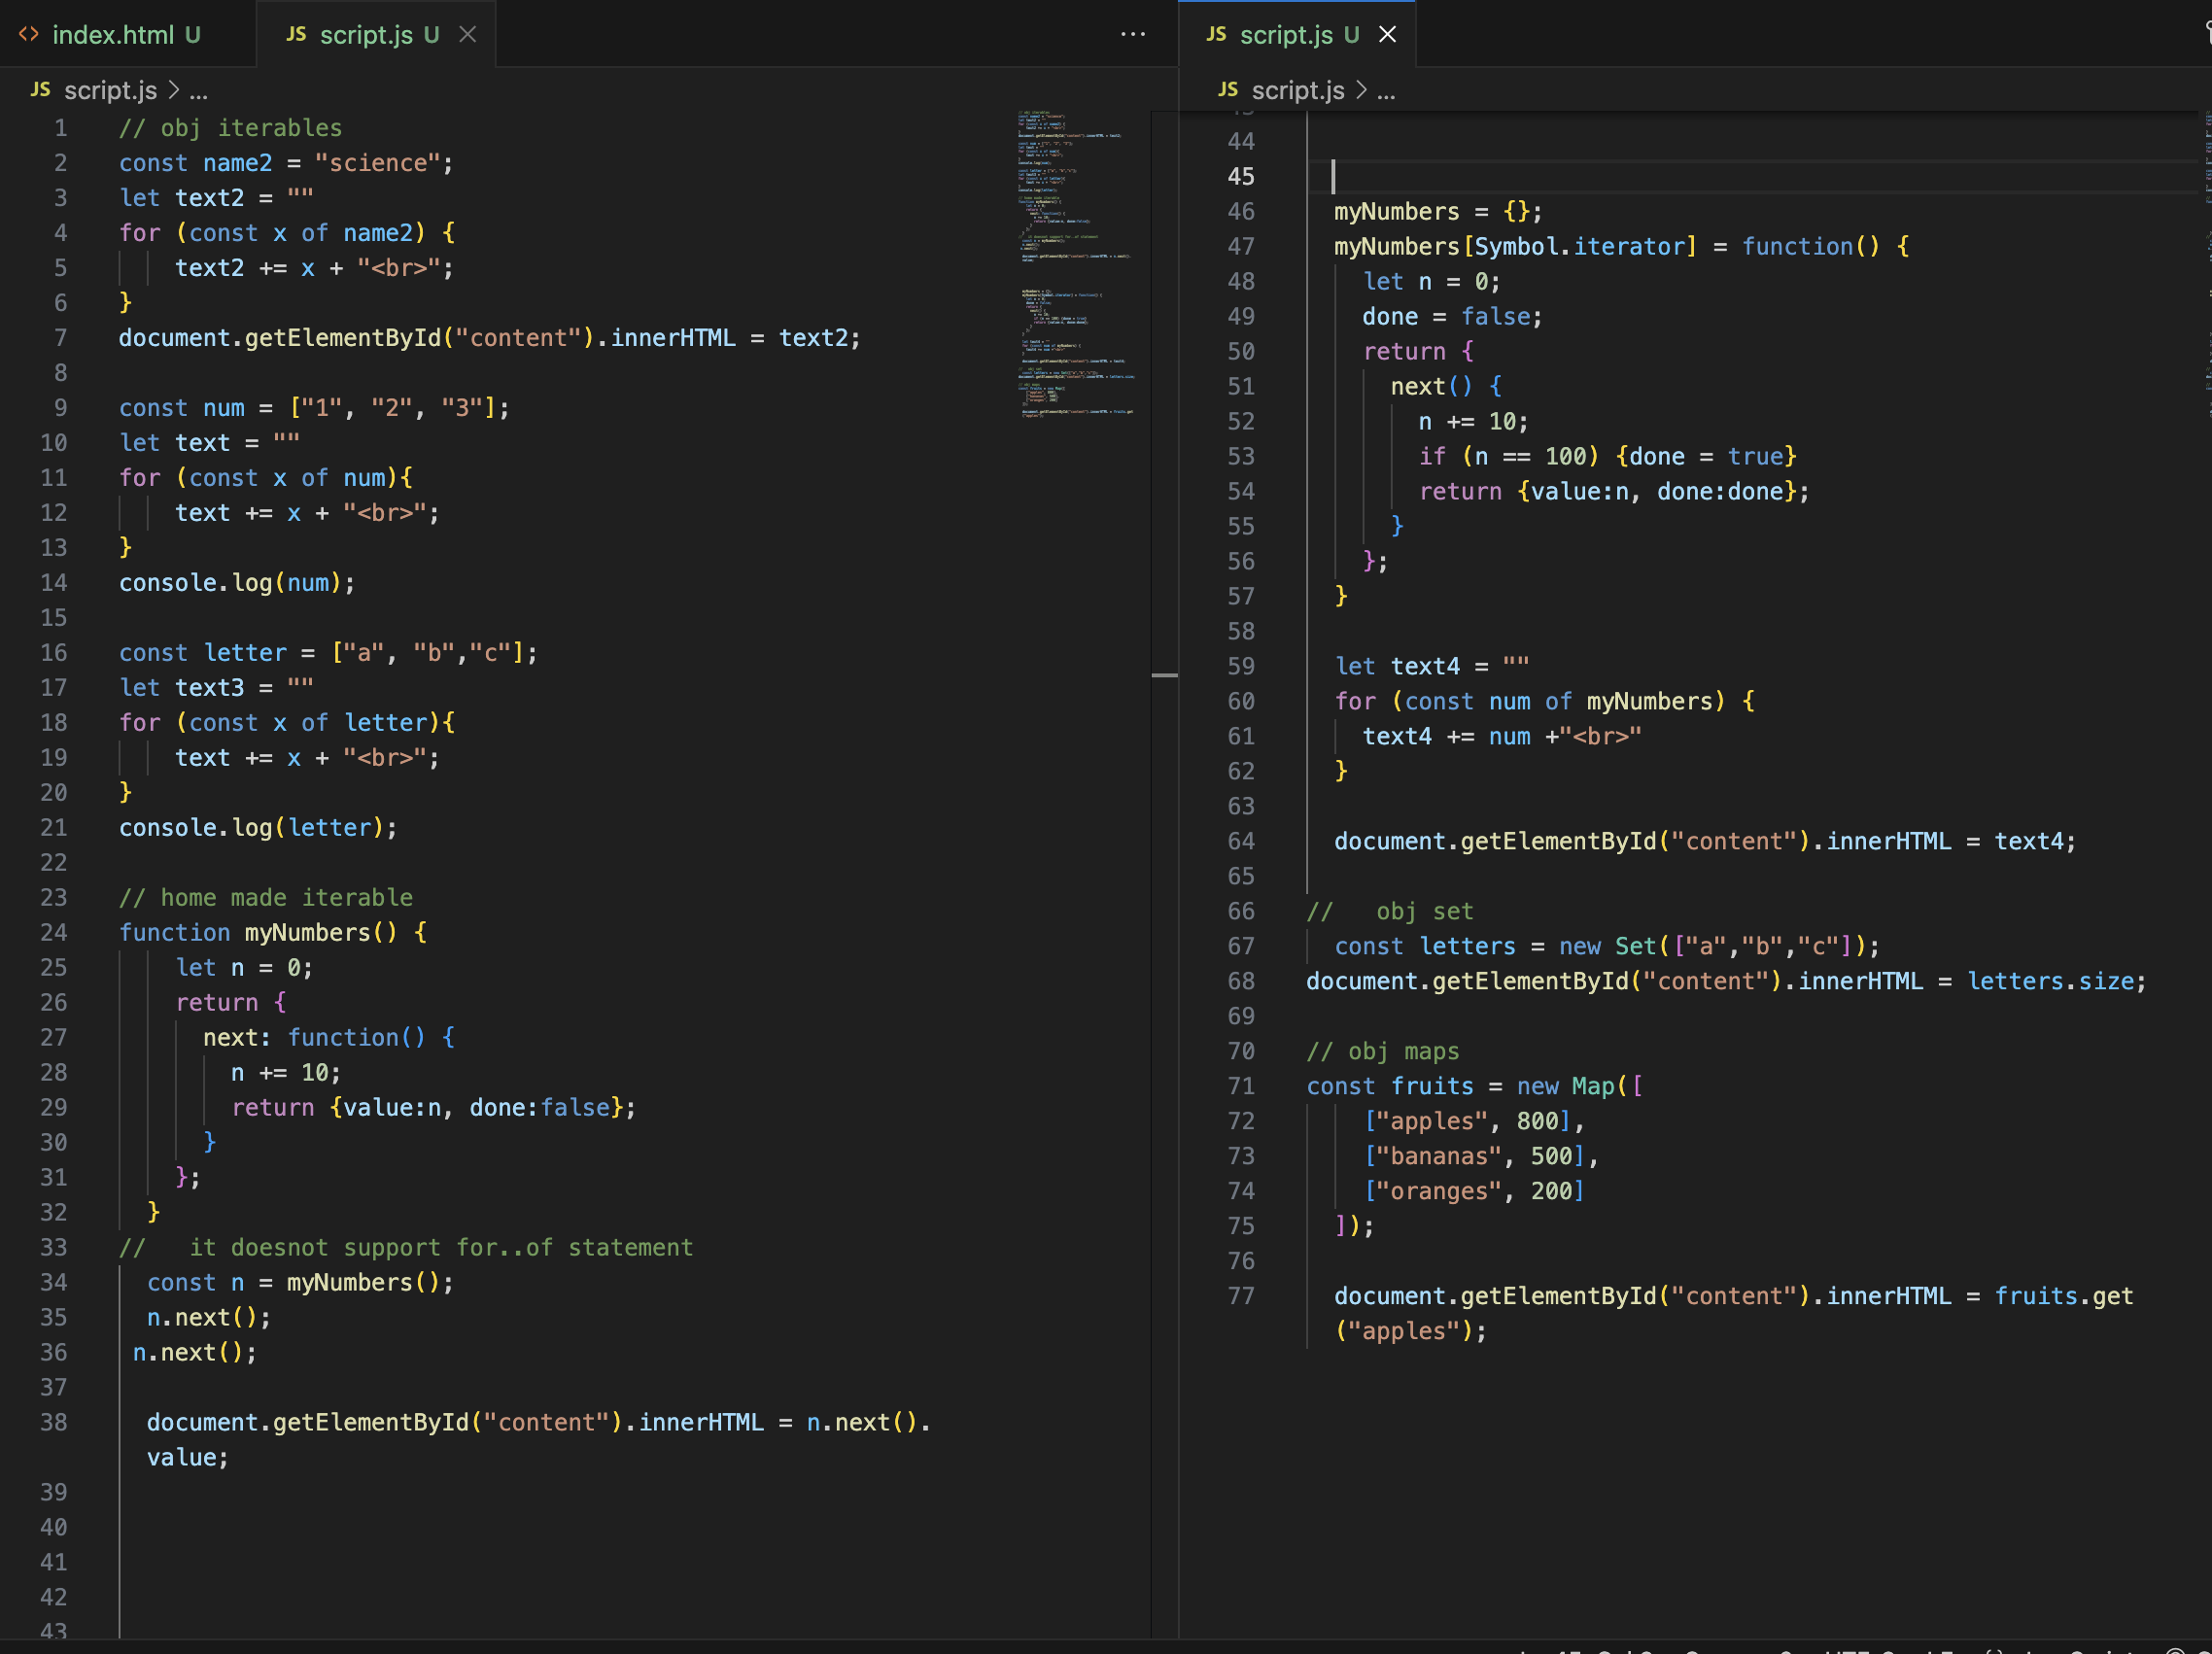 index.html U
JS script.js U
JS script.js > ...
1 // obj iterables
2 const name2 = "science";
3 let text2 = ""
4 for (const x of name2) {
5 text2 += x + "<br>";
6 }
7 document.getElementById("content").innerHTML = text2;
8
9 const num = ["1", "2", "3"];
10 let text = ""
11 for (const x of num){
12 text += x + "<br>";
13 }
14 console.log(num);
15
16 const letter = ["a", "b","c"];
17 let text3 = ""
18 for (const x of letter){
19 text += x + "<br>";
20 }
21 console.log(letter);
22
23 // home made iterable
24 function myNumbers() {
25 let n = 0;
26 return {
27 next: function() {
28 n += 10;
29 return {value:n, done:false};
30 }
31 };
32 }
33 // it doesnot support for..of statement
34 const n = myNumbers();
35 n.next();
36 n.next();
37
38 document.getElementById("content").innerHTML = n.next().
value;
39
40
41
42
43
JS script.js U
JS script.js > ...
44
45
46 myNumbers = {};
47 myNumbers[Symbol.iterator] = function() {
48 let n = 0;
49 done = false;
50 return {
51 next() {
52 n += 10;
53 if (n == 100) {done = true}
54 return {value:n, done:done};
55 }
56 };
57 }
58
59 let text4 = ""
60 for (const num of myNumbers) {
61 text4 += num +"<br>"
62 }
63
64 document.getElementById("content").innerHTML = text4;
65
66 // obj set
67 const letters = new Set(["a","b","c"]);
68 document.getElementById("content").innerHTML = letters.size;
69
70 // obj maps
71 const fruits = new Map([
72 ["apples", 800],
73 ["bananas", 500],
74 ["oranges", 200]
75 ]);
76
77 document.getElementById("content").innerHTML = fruits.get
("apples");